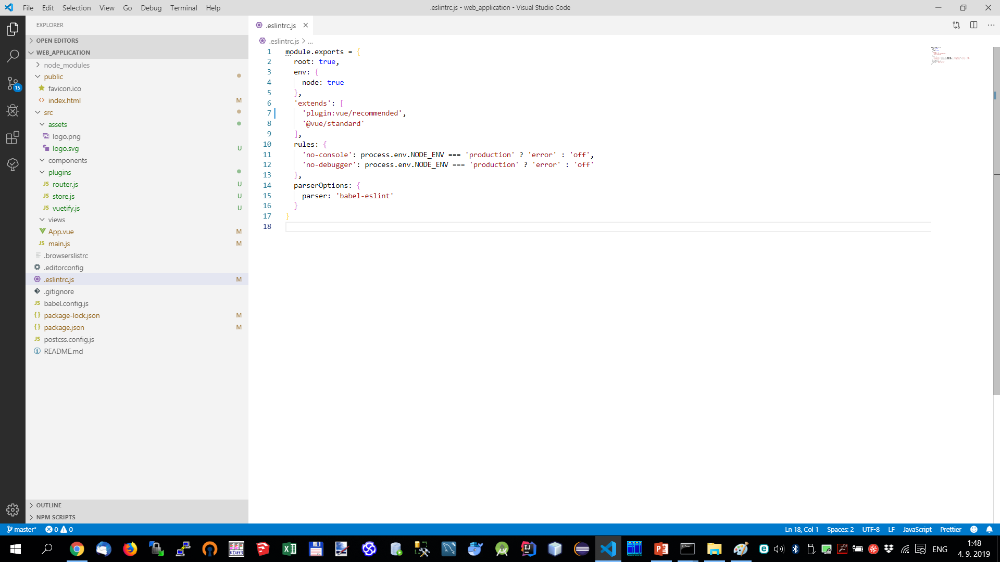 File Edit Selection View Go Debug Terminal Help
.eslintrc.js - web_application - Visual Studio Code
EXPLORER
OPEN EDITORS
WEB_APPLICATION
node_modules
public
favicon.ico
index.html M
src
assets
logo.png
logo.svg U
components
plugins
router.js U
store.js U
vuetify.js U
views
App.vue M
main.js M
.browserslistrc
.editorconfig
.eslintrc.js M
.gitignore
babel.config.js
package-lock.json M
package.json M
postcss.config.js
README.md
OUTLINE
NPM SCRIPTS
15
.eslintrc.js
.eslintrc.js > ...
1 module.exports = {
2 root: true,
3 env: {
4 node: true
5 },
6 'extends': [
7 'plugin:vue/recommended',
8 '@vue/standard'
9 ],
10 rules: {
11 'no-console': process.env.NODE_ENV === 'production' ? 'error' : 'off',
12 'no-debugger': process.env.NODE_ENV === 'production' ? 'error' : 'off'
13 },
14 parserOptions: {
15 parser: 'babel-eslint'
16 }
17 }
18
master* 0 0
Ln 18, Col 1 Spaces: 2 UTF-8 LF JavaScript Prettier
KDiff3
ENG
1:48
4. 9. 2019